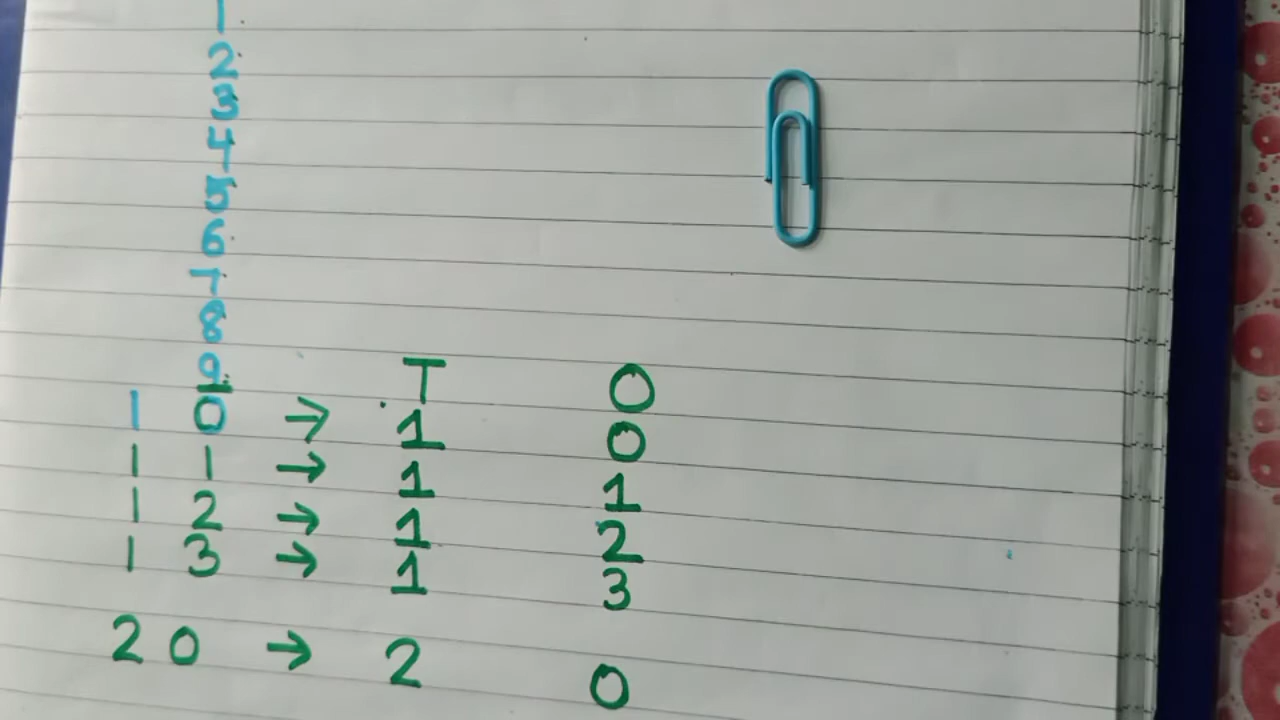 1
2
3
4
5
6
7
8
9
T O
1 0 → 1 0
1 1 → 1 1
1 2 → 1 2
1 3 → 1 3
2 0 → 2 0